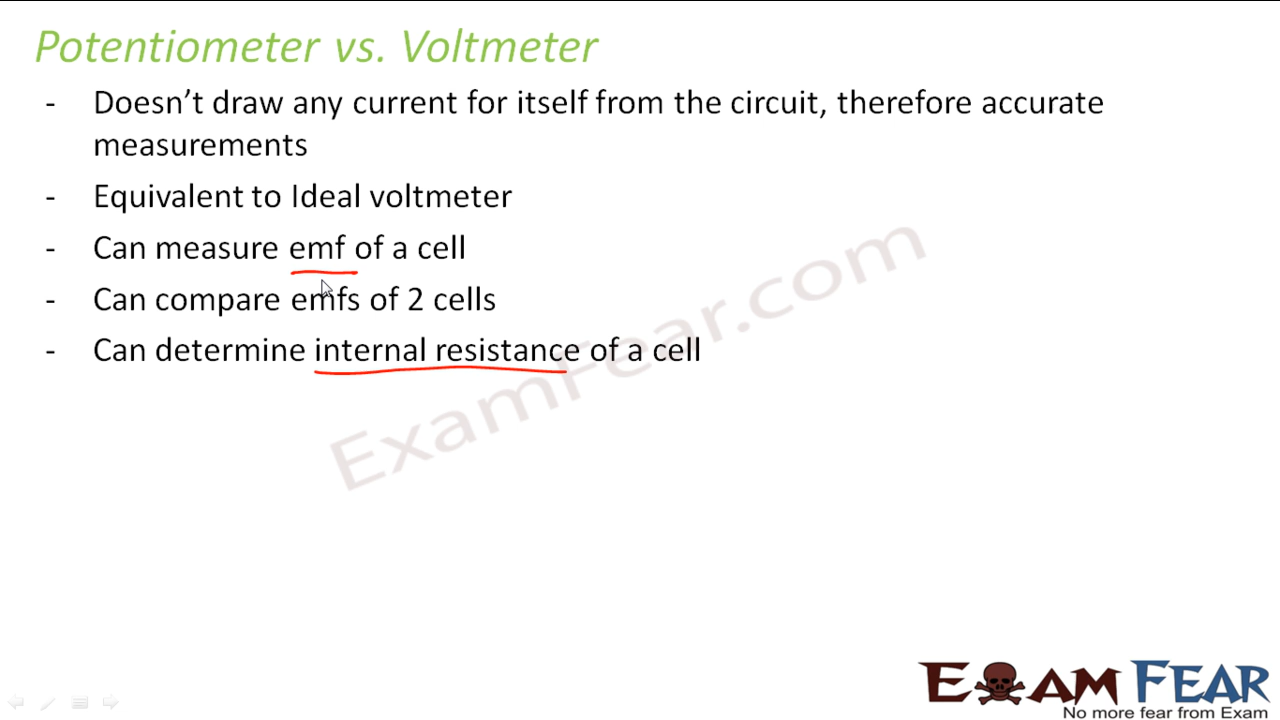 Potentiometer vs. Voltmeter
- Doesn't draw any current for itself from the circuit, therefore accurate
measurements
- Equivalent to Ideal voltmeter
- Can measure emf of a cell
- Can compare emfs of 2 cells
- Can determine internal resistance of a cell
ExamFear.com
EXAM FEAR
No more fear from Exam